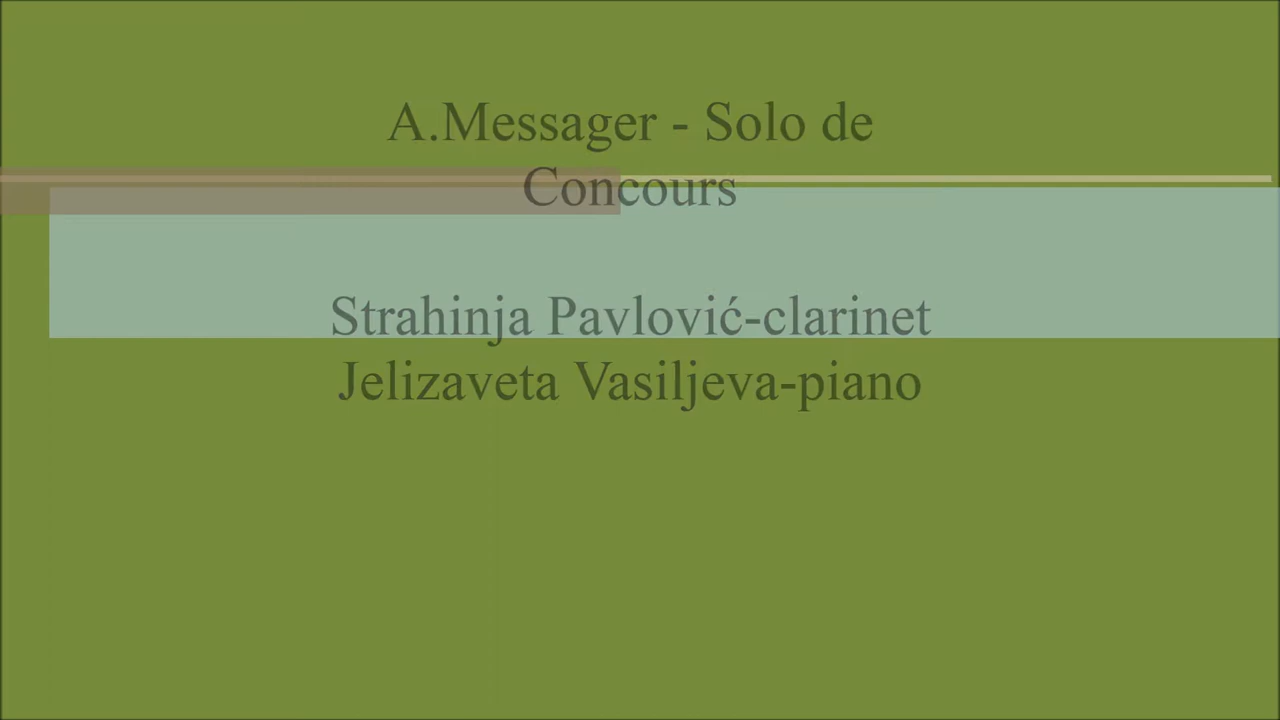 A.Messager - Solo de
Concours
Strahinja Pavlović-clarinet
Jelizaveta Vasiljeva-piano